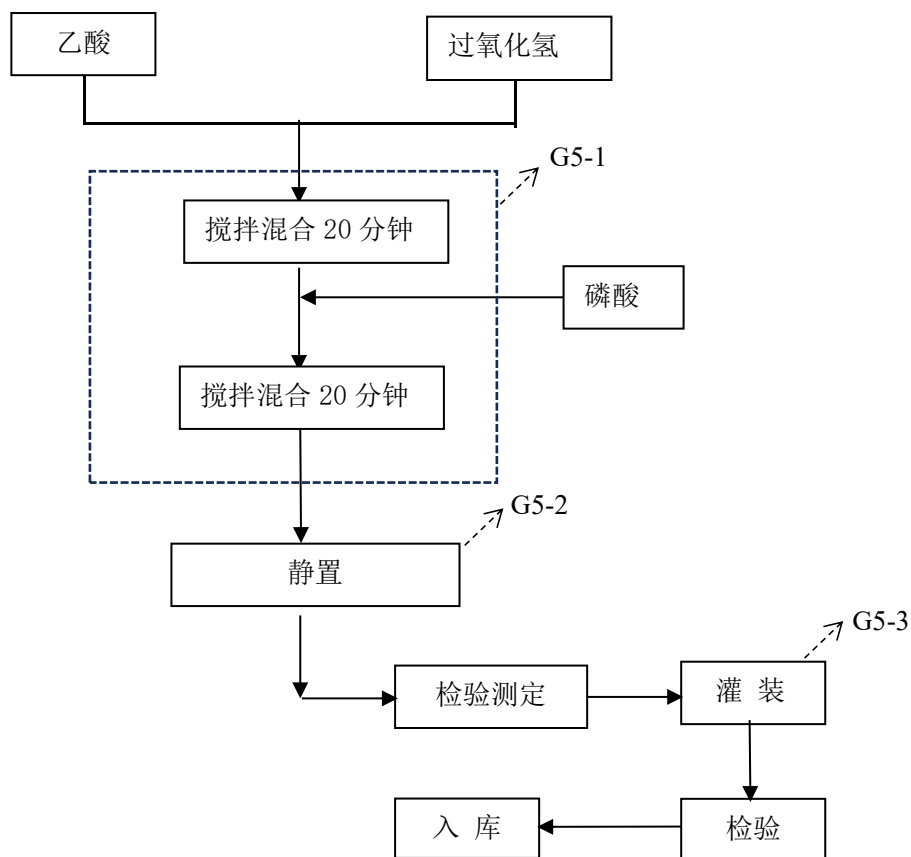 乙酸
过氧化氢
G5-1
搅拌混合 20 分钟
磷酸
搅拌混合 20 分钟
G5-2
静置
G5-3
检验测定
灌 装
入 库
检验